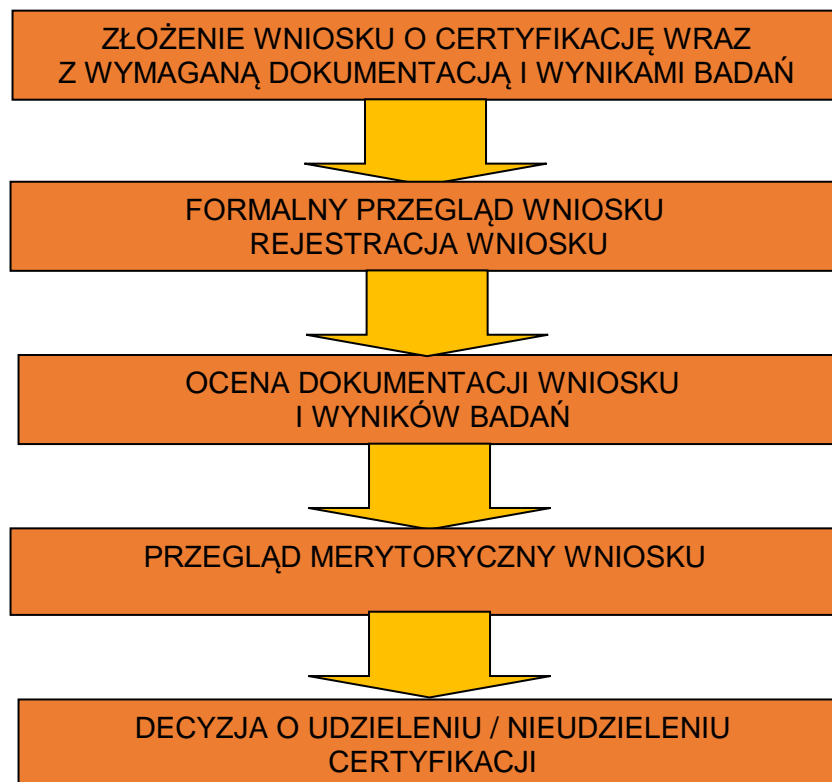 ZŁOŻENIE WNIOSKU O CERTYFIKACJĘ WRAZ
Z WYMAGANĄ DOKUMENTACJĄ I WYNIKAMI BADAŃ
FORMALNY PRZEGLĄD WNIOSKU
REJESTRACJA WNIOSKU
OCENA DOKUMENTACJI WNIOSKU
I WYNIKÓW BADAŃ
PRZEGLĄD MERYTORYCZNY WNIOSKU
DECYZJA O UDZIELENIU / NIEUDZIELENIU
CERTYFIKACJI